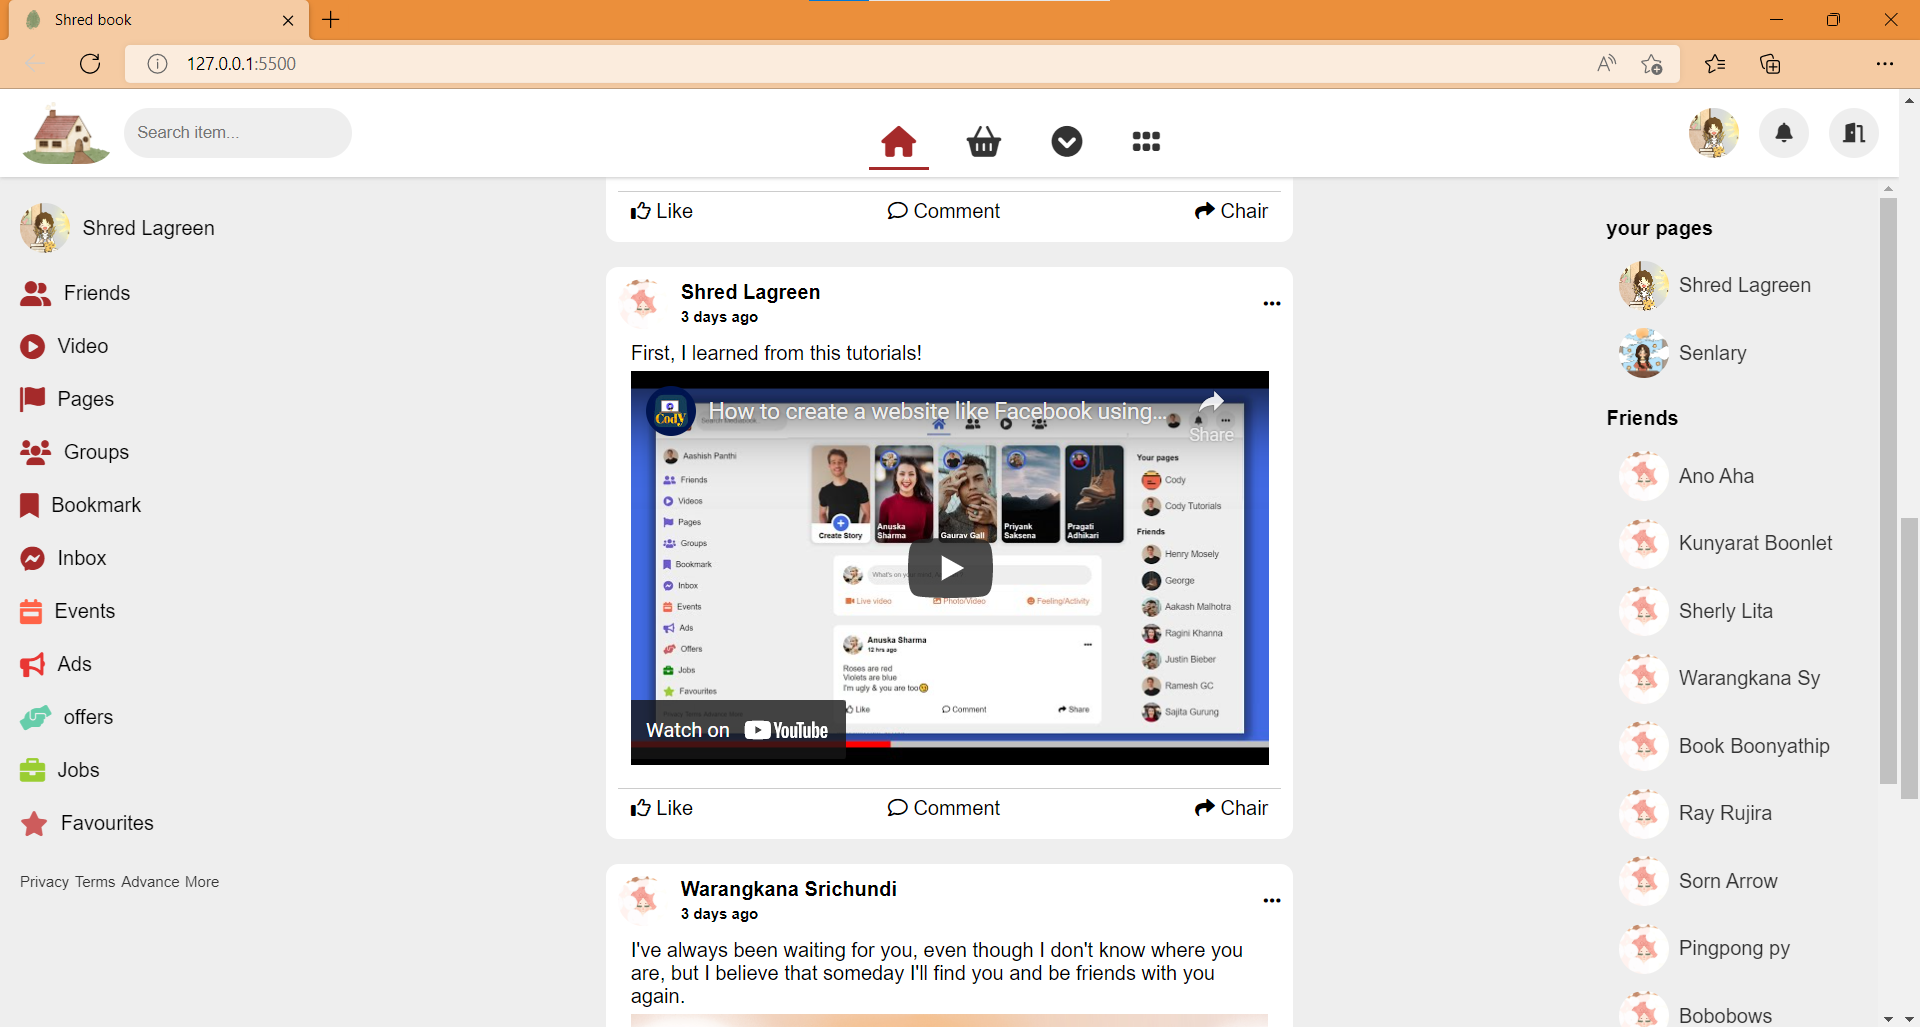 Shred book
127.0.0.1:5500
Search item...
Shred Lagreen
Friends
Video
Pages
Groups
Bookmark
Inbox
Events
Ads
offers
Jobs
Favourites
Privacy Terms Advance More
Like Comment Chair
Shred Lagreen
3 days ago
First, I learned from this tutorials!
Cody
How to create a website like Facebook using...
Share
Aashish Panthi
Friends
Videos
Pages
Groups
Bookmark
Inbox
Events
Ads
Offers
Jobs
Favourites
Create Story
Anuska Sharma
Gaurav Gall
Priyank Saksena
Pragati Adhikari
Live video
Photo/Video
Feeling/Activity
Anuska Sharma
12 hrs ago
Roses are red
Violets are blue
I'm ugly & you are too
Like Comment Share
Your pages
Cody
Cody Tutorials
Friends
Henry Mosely
George
Aakash Malhotra
Ragini Khanna
Justin Bieber
Ramesh GC
Sajita Gurung
Watch on YouTube
Like Comment Chair
Warangkana Srichundi
3 days ago
I've always been waiting for you, even though I don't know where you
are, but I believe that someday I'll find you and be friends with you
again.
your pages
Shred Lagreen
Senlary
Friends
Ano Aha
Kunyarat Boonlet
Sherly Lita
Warangkana Sy
Book Boonyathip
Ray Rujira
Sorn Arrow
Pingpong py
Bobobows